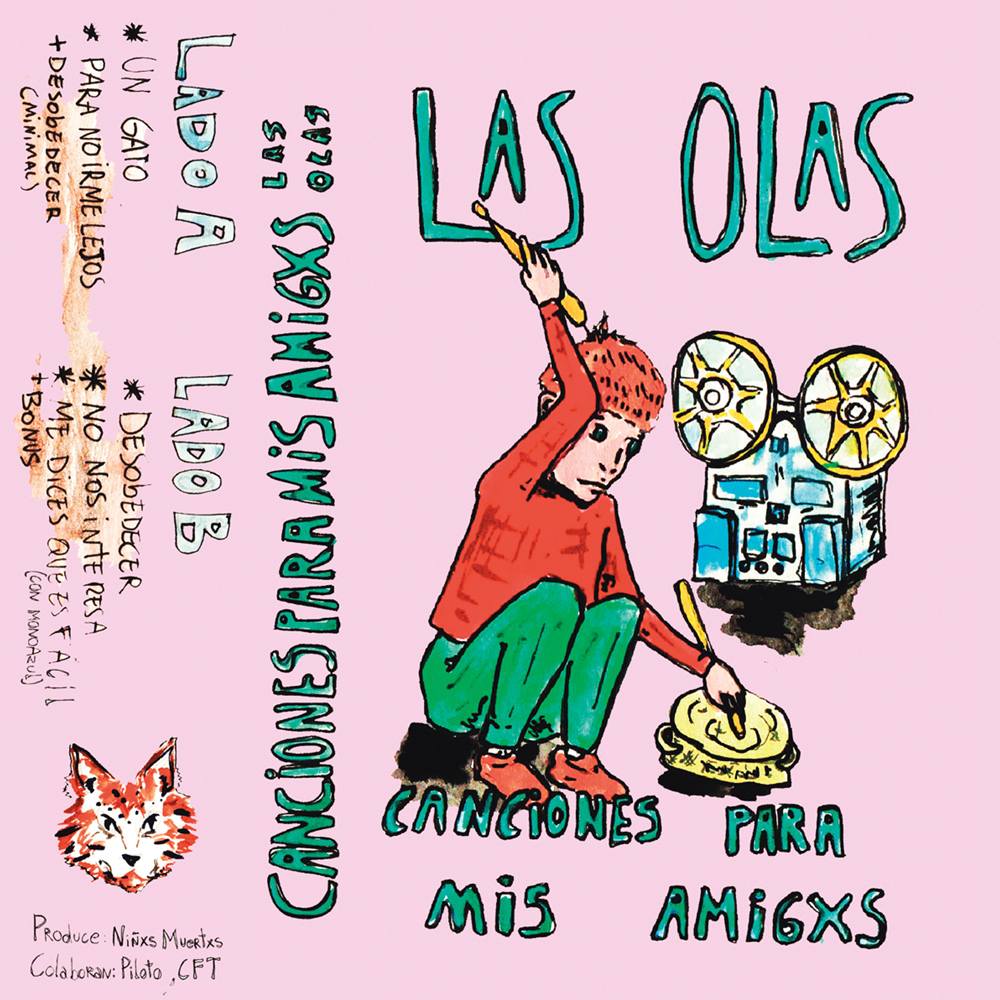 LADO A
* UN GATO
* PARA NO IRME LEJOS
+ DESOBEDECER
(MINIMAL)
LADO B
* DESOBEDECER
* NO NOS INTERESA
* ME DICES QUE ES FÁCIL
(CON MONOAZUL)
+ BONUS
Produce: Niñxs Muertxs
Colaboran: Piloto, CFT
CANCIONES PARA MIS AMiGXS LAS OLAS
LAS OLAS
CANCiONES PARA
Mis AMiGXS